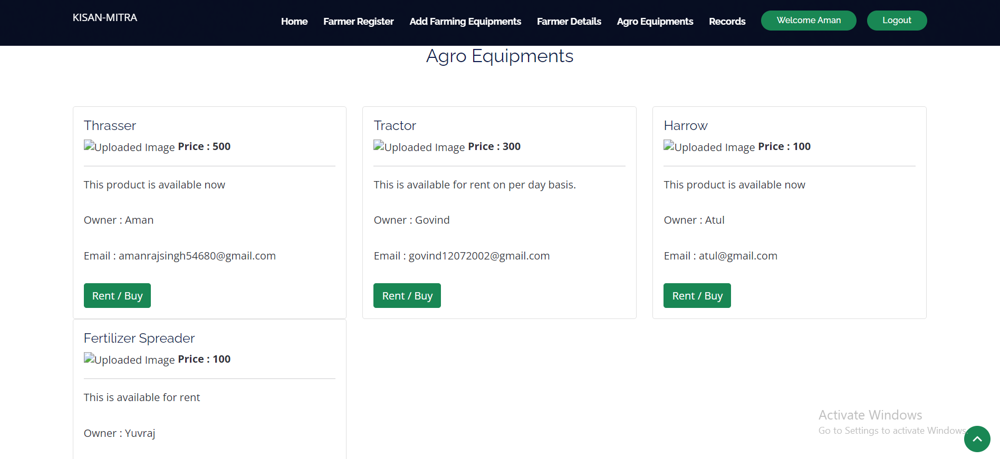 KISAN-MITRA
Home Farmer Register Add Farming Equipments Farmer Details Agro Equipments Records Welcome Aman Logout
Agro Equipments
Thrasser
Uploaded Image Price : 500
This product is available now
Owner : Aman
Email : amanrajsingh54680@gmail.com
Rent / Buy
Tractor
Uploaded Image Price : 300
This is available for rent on per day basis.
Owner : Govind
Email : govind12072002@gmail.com
Rent / Buy
Harrow
Uploaded Image Price : 100
This product is available now
Owner : Atul
Email : atul@gmail.com
Rent / Buy
Fertilizer Spreader
Uploaded Image Price : 100
This is available for rent
Owner : Yuvraj
Activate Windows
Go to Settings to activate Windows.